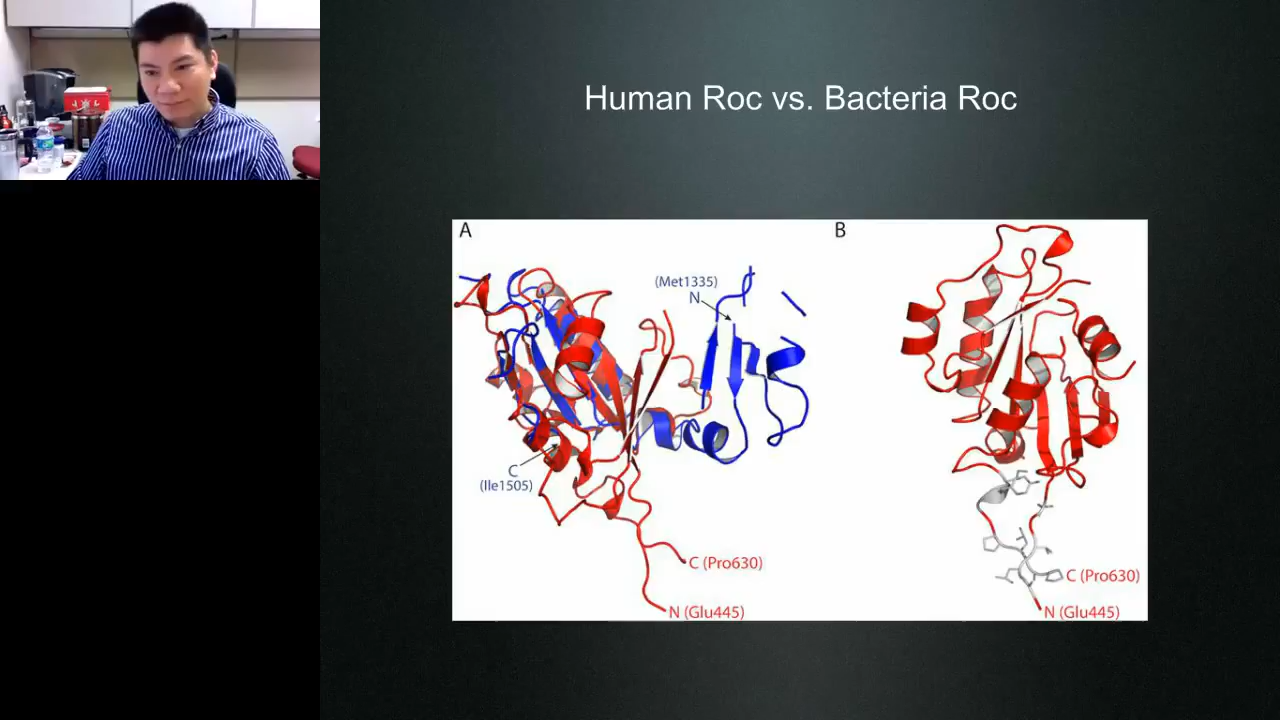 Human Roc vs. Bacteria Roc
A
B
(Met1335)
N
C
(Ile1505)
C (Pro630)
N (Glu445)
C (Pro630)
N (Glu445)